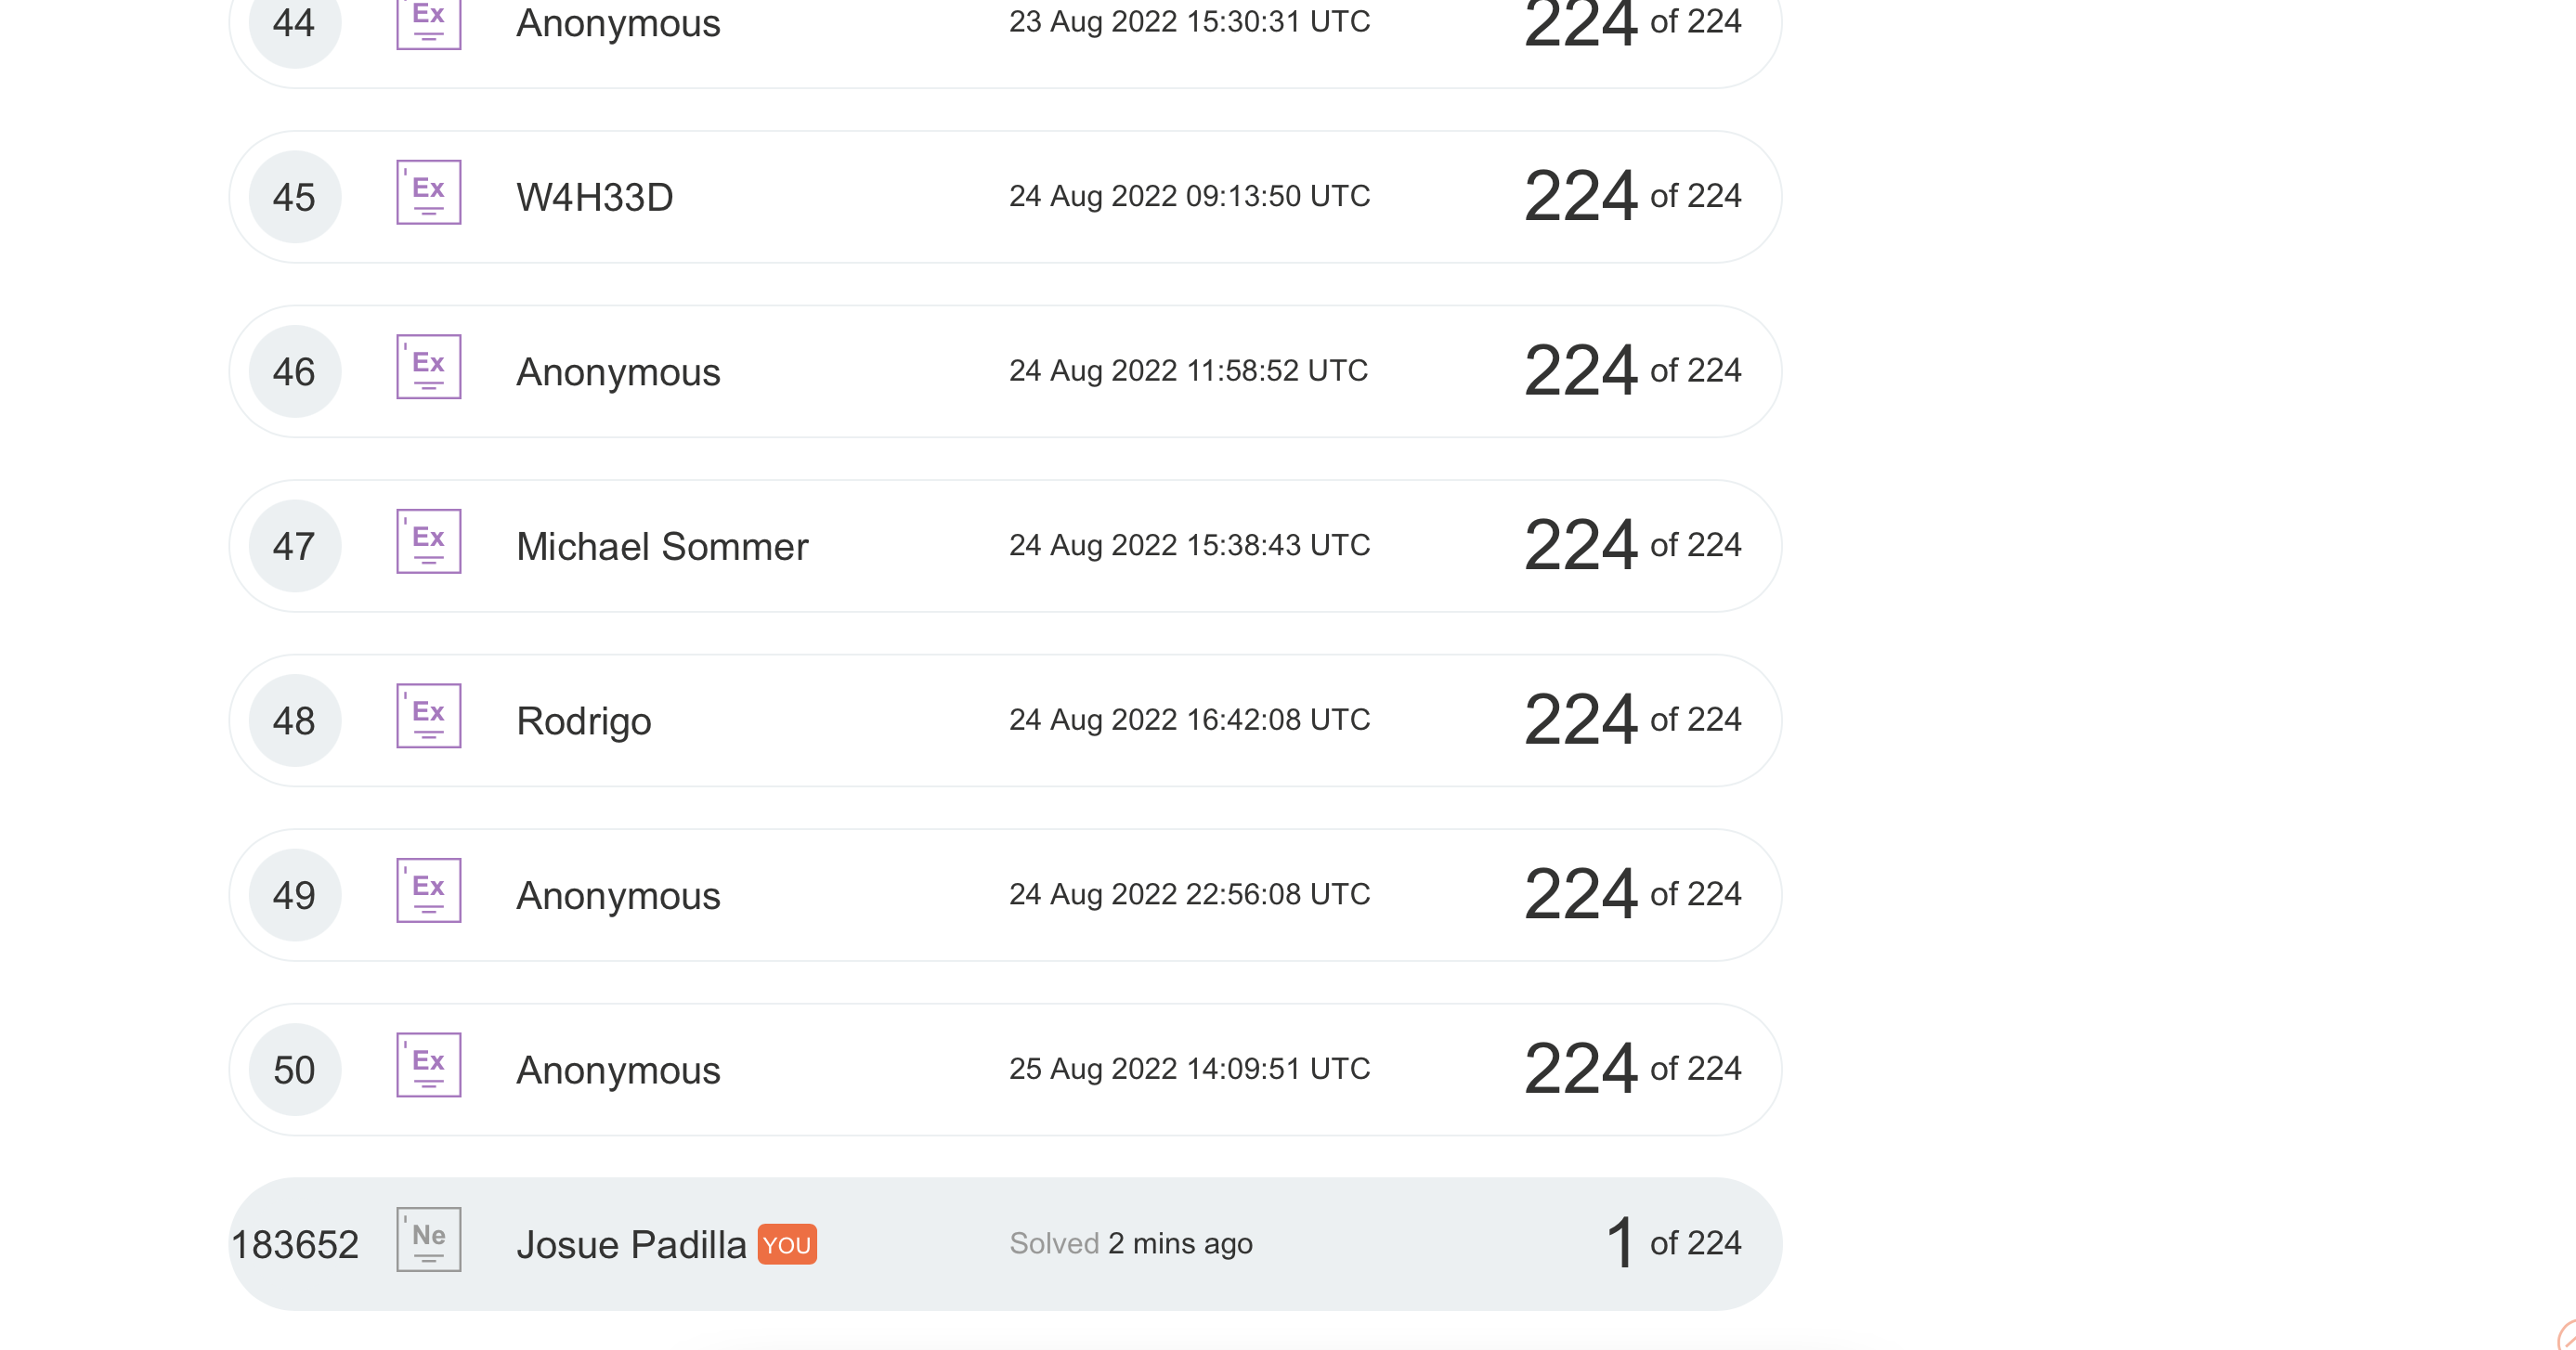 44 Ex Anonymous 23 Aug 2022 15:30:31 UTC 224 of 224
45 Ex W4H33D 24 Aug 2022 09:13:50 UTC 224 of 224
46 Ex Anonymous 24 Aug 2022 11:58:52 UTC 224 of 224
47 Ex Michael Sommer 24 Aug 2022 15:38:43 UTC 224 of 224
48 Ex Rodrigo 24 Aug 2022 16:42:08 UTC 224 of 224
49 Ex Anonymous 24 Aug 2022 22:56:08 UTC 224 of 224
50 Ex Anonymous 25 Aug 2022 14:09:51 UTC 224 of 224
183652 Ne Josue Padilla YOU Solved 2 mins ago 1 of 224